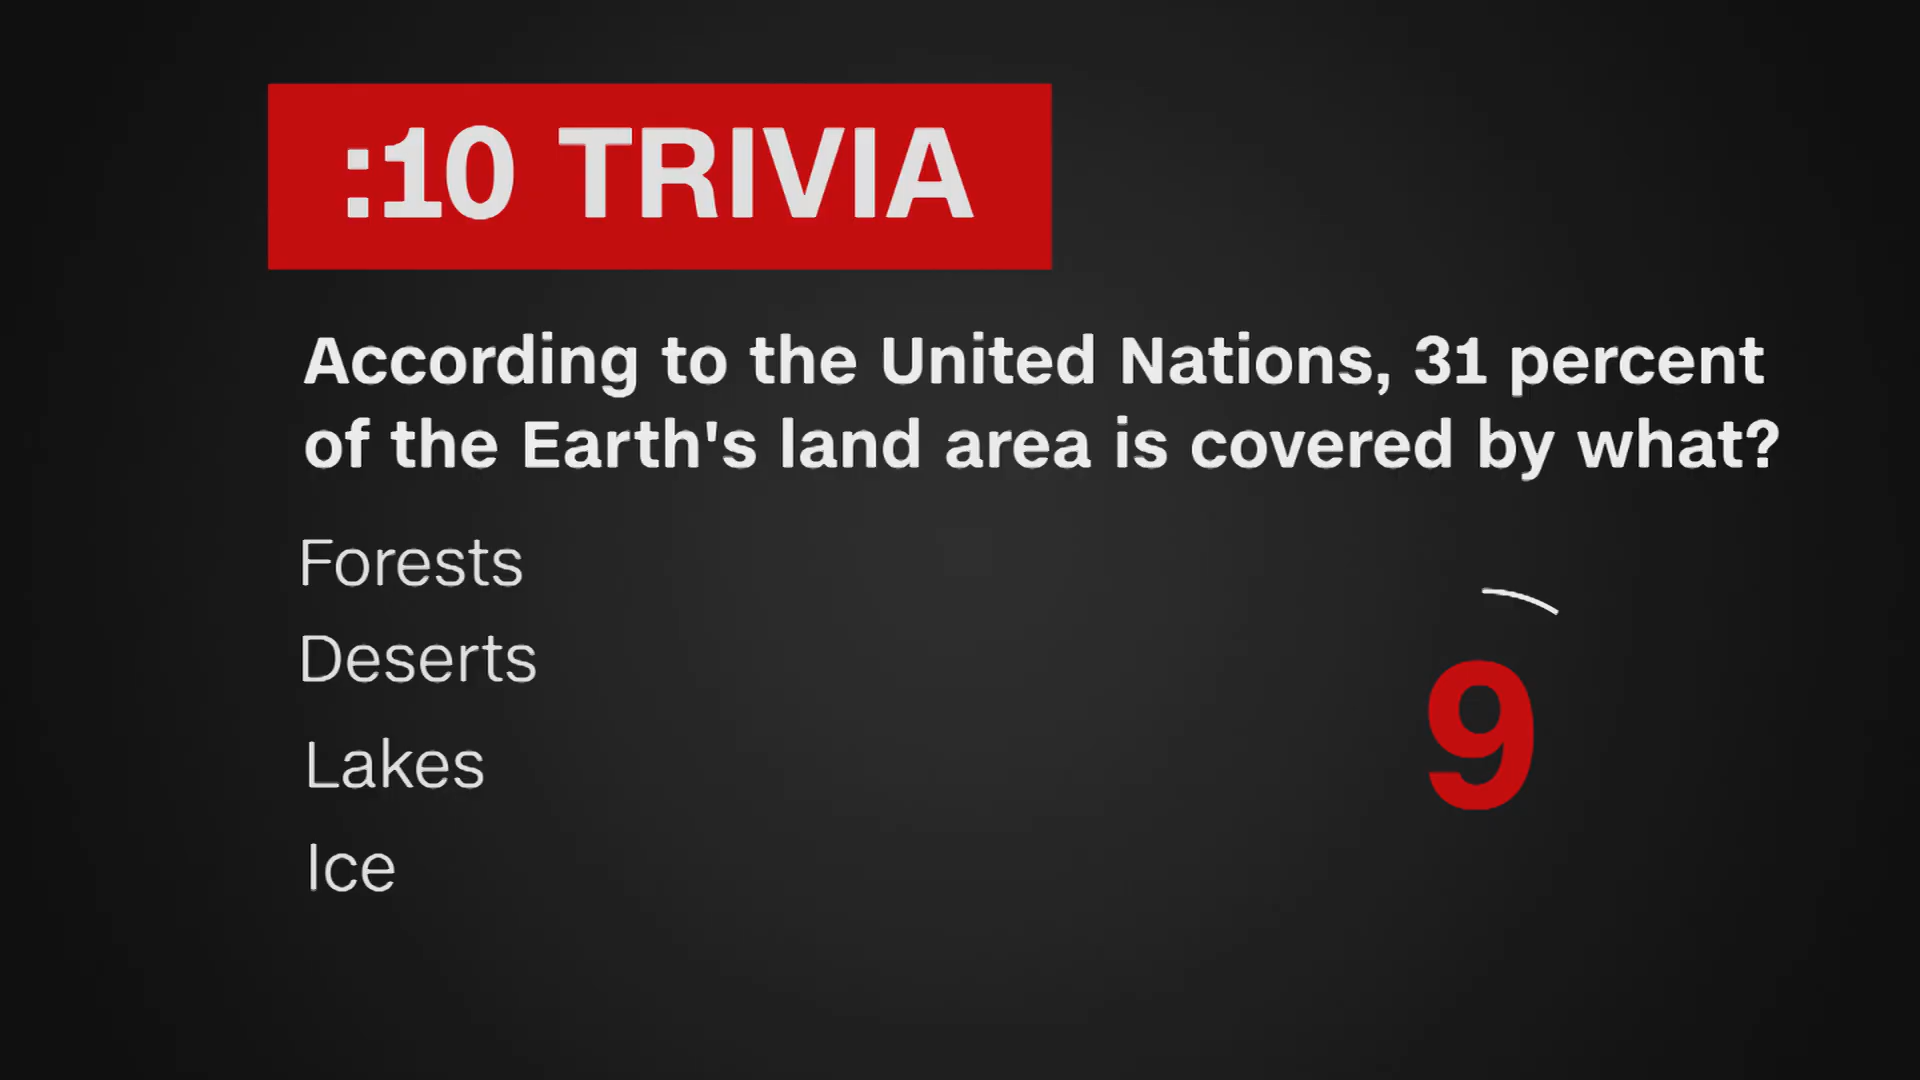 :10 TRIVIA
According to the United Nations, 31 percent
of the Earth's land area is covered by what?
Forests
Deserts
Lakes
Ice
9